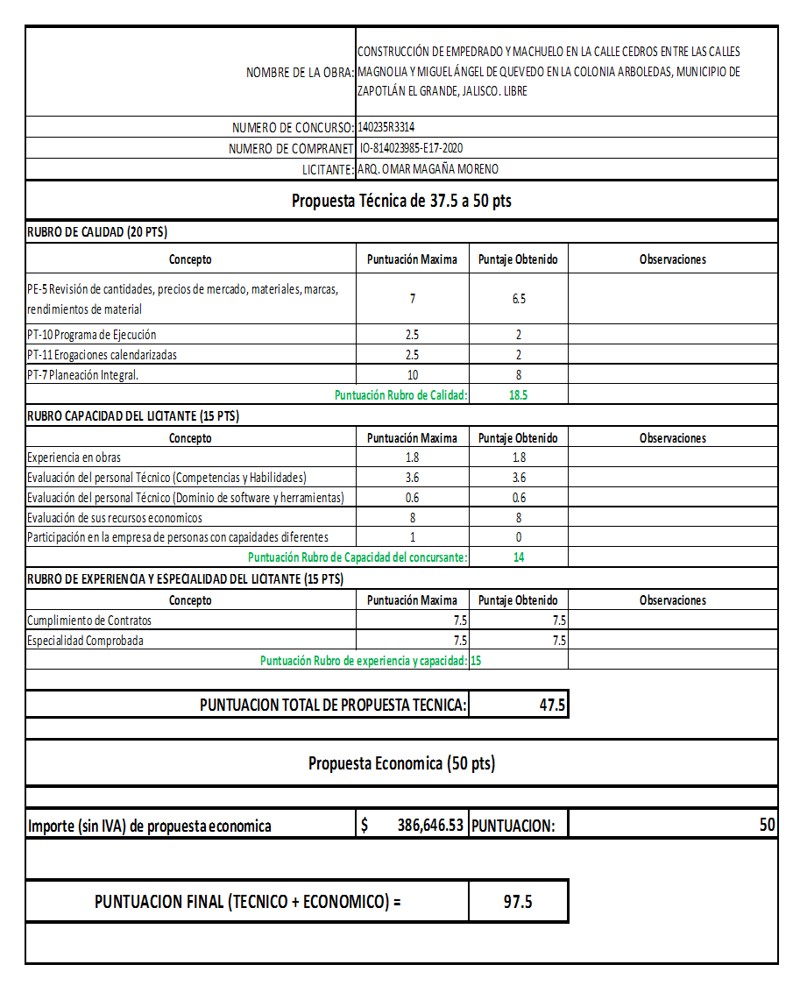 CONSTRUCCIÓN DE EMPEDRADO Y MACHUELO EN LA CALLE CEDROS ENTRE LAS CALLES
NOMBRE DE LA OBRA: MAGNOLIA Y MIGUEL ÁNGEL DE QUEVEDO EN LA COLONIA ARBOLEDAS, MUNICIPIO DE
ZAPOTLÁN EL GRANDE, JALISCO. LIBRE
NUMERO DE CONCURSO: 140235R3314
NUMERO DE COMPRANET IO-814023985-E17-2020
LICITANTE: ARQ. OMAR MAGAÑA MORENO
Propuesta Técnica de 37.5 a 50 pts
RUBRO DE CALIDAD (20 PTS)
Concepto Puntuación Maxima Puntaje Obtenido Observaciones
PE-5 Revisión de cantidades, precios de mercado, materiales, marcas,
rendimientos de material 7 6.5
PT-10 Programa de Ejecución 2.5 2
PT-11 Erogaciones calendarizadas 2.5 2
PT-7 Planeación Integral. 10 8
Puntuación Rubro de Calidad: 18.5
RUBRO CAPACIDAD DEL LICITANTE (15 PTS)
Concepto Puntuación Maxima Puntaje Obtenido Observaciones
Experiencia en obras 1.8 1.8
Evaluación del personal Técnico (Competencias y Habilidades) 3.6 3.6
Evaluación del personal Técnico (Dominio de software y herramientas) 0.6 0.6
Evaluación de sus recursos economicos 8 8
Participación en la empresa de personas con capaidades diferentes 1 0
Puntuación Rubro de Capacidad del concursante: 14
RUBRO DE EXPERIENCIA Y ESPECIALIDAD DEL LICITANTE (15 PTS)
Concepto Puntuación Maxima Puntaje Obtenido Observaciones
Cumplimiento de Contratos 7.5 7.5
Especialidad Comprobada 7.5 7.5
Puntuación Rubro de experiencia y capacidad: 15
PUNTUACION TOTAL DE PROPUESTA TECNICA: 47.5
Propuesta Economica (50 pts)
Importe (sin IVA) de propuesta economica $ 386,646.53 PUNTUACION: 50
PUNTUACION FINAL (TECNICO + ECONOMICO) = 97.5